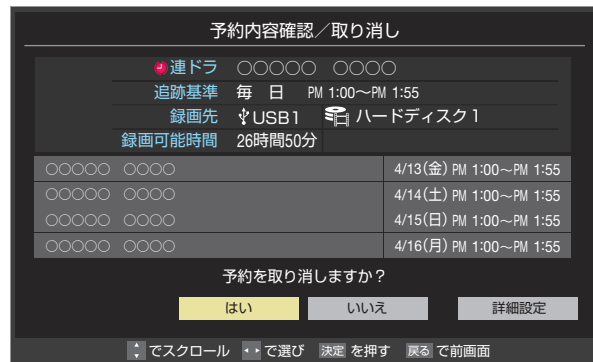 予約内容確認／取り消し
連ドラ ○○○○○ ○○○○
追跡基準 毎 日 PM 1:00～PM 1:55
録画先 USB1 ハードディスク1
録画可能時間 26時間50分
○○○○○ ○○○○ 4/13(金) PM 1:00～PM 1:55
○○○○○ ○○○○ 4/14(土) PM 1:00～PM 1:55
○○○○○ ○○○○ 4/15(日) PM 1:00～PM 1:55
○○○○○ ○○○○ 4/16(月) PM 1:00～PM 1:55
予約を取り消しますか？
はい いいえ 詳細設定
でスクロール で選び 決定 を押す 戻る で前画面